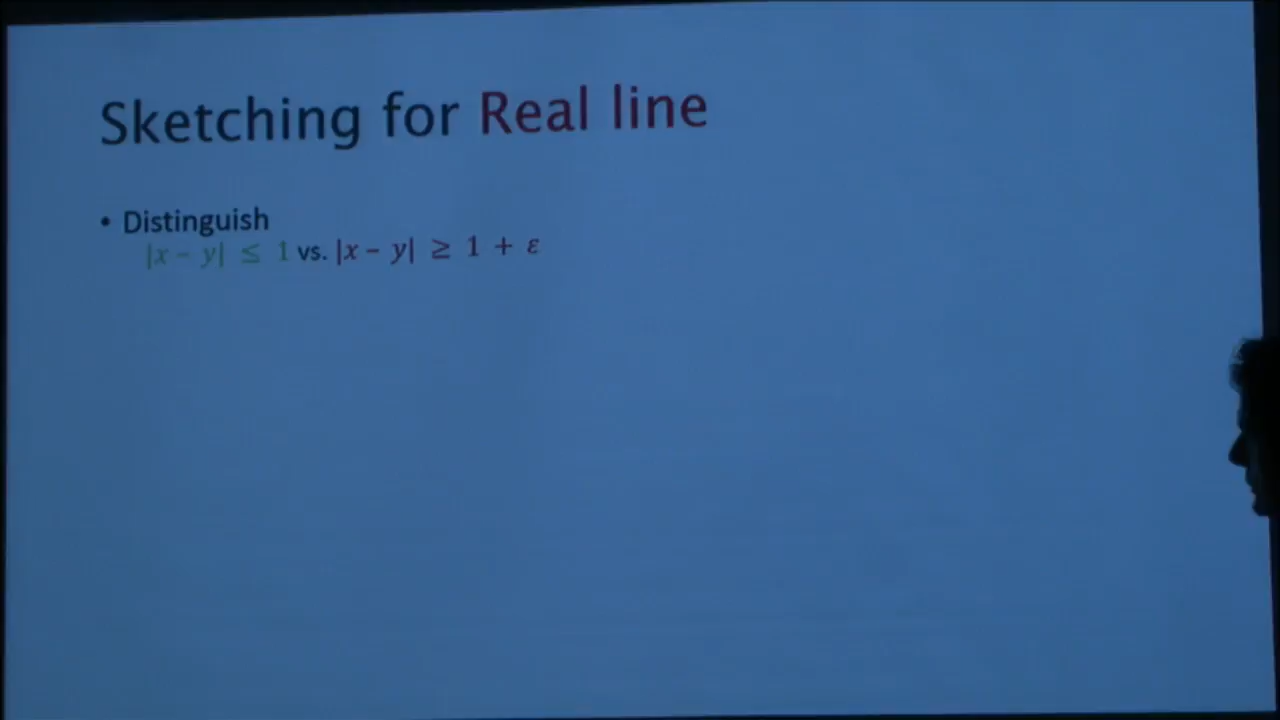 Sketching for Real line
• Distinguish
|x − y| ≤ 1 vs. |x − y| ≥ 1 + ε